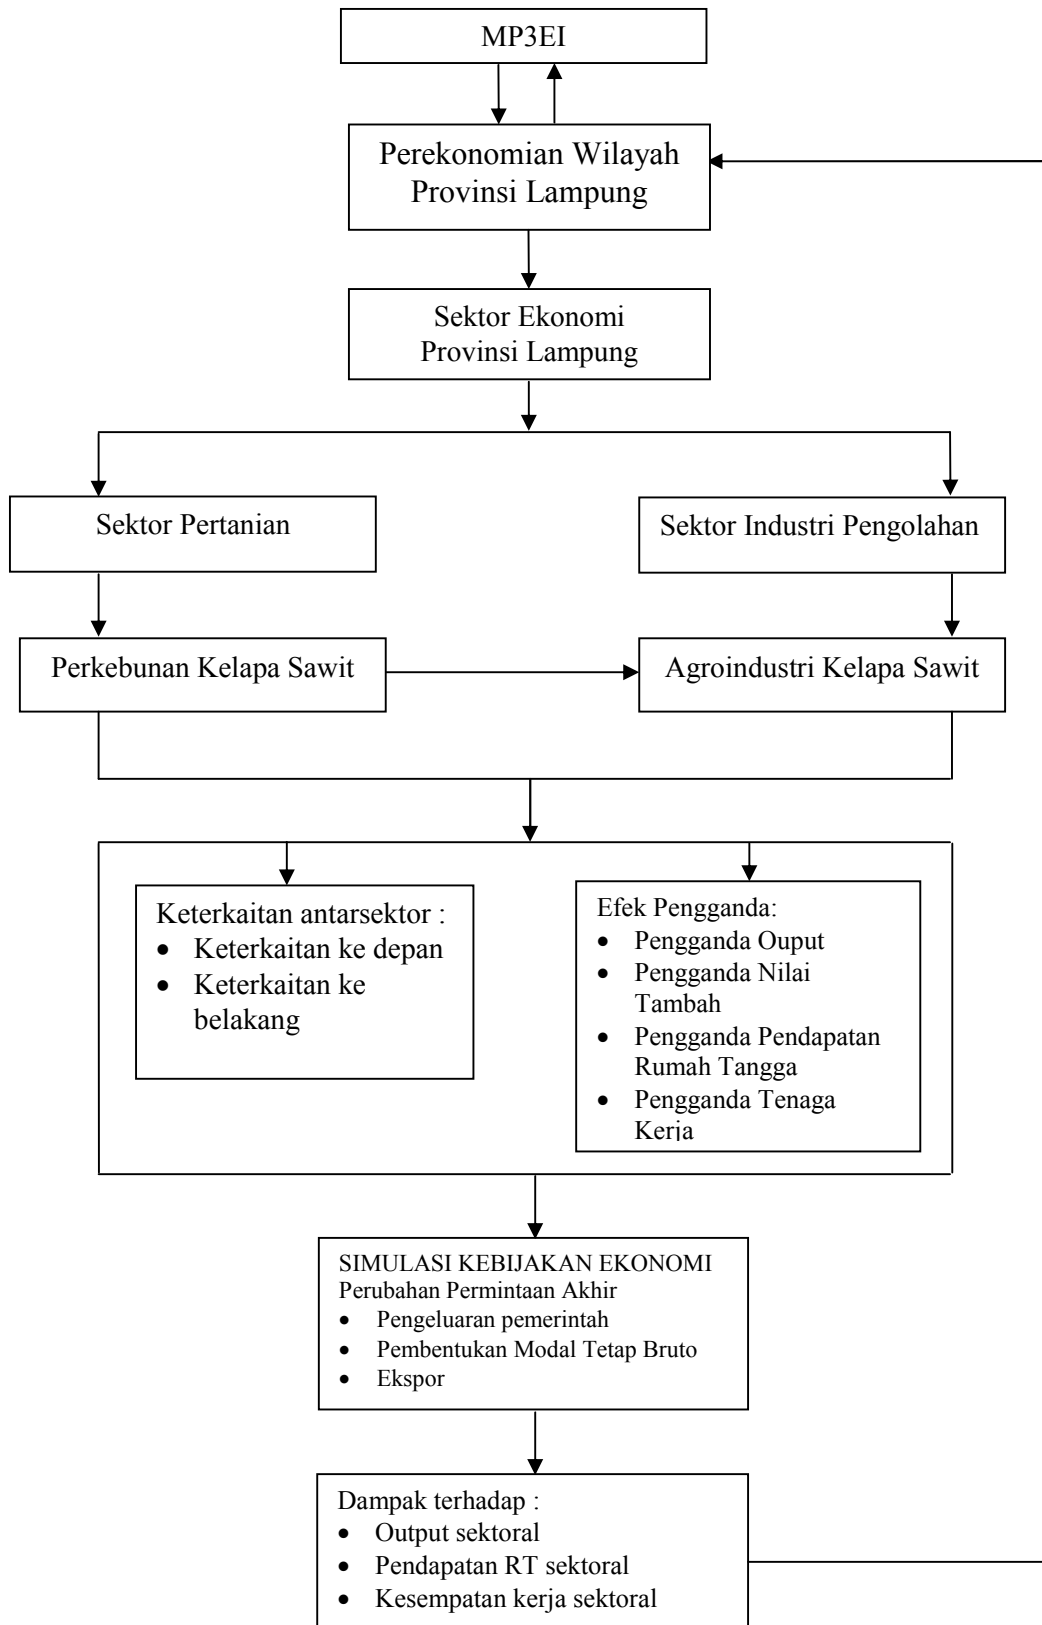 MP3EI
Perekonomian Wilayah
Provinsi Lampung
Sektor Ekonomi
Provinsi Lampung
Sektor Pertanian
Sektor Industri Pengolahan
Perkebunan Kelapa Sawit
Agroindustri Kelapa Sawit
Keterkaitan antarsektor :
• Keterkaitan ke depan
• Keterkaitan ke
belakang
Efek Pengganda:
• Pengganda Ouput
• Pengganda Nilai
Tambah
• Pengganda Pendapatan
Rumah Tangga
• Pengganda Tenaga
Kerja
SIMULASI KEBIJAKAN EKONOMI
Perubahan Permintaan Akhir
• Pengeluaran pemerintah
• Pembentukan Modal Tetap Bruto
• Ekspor
Dampak terhadap :
• Output sektoral
• Pendapatan RT sektoral
• Kesempatan kerja sektoral